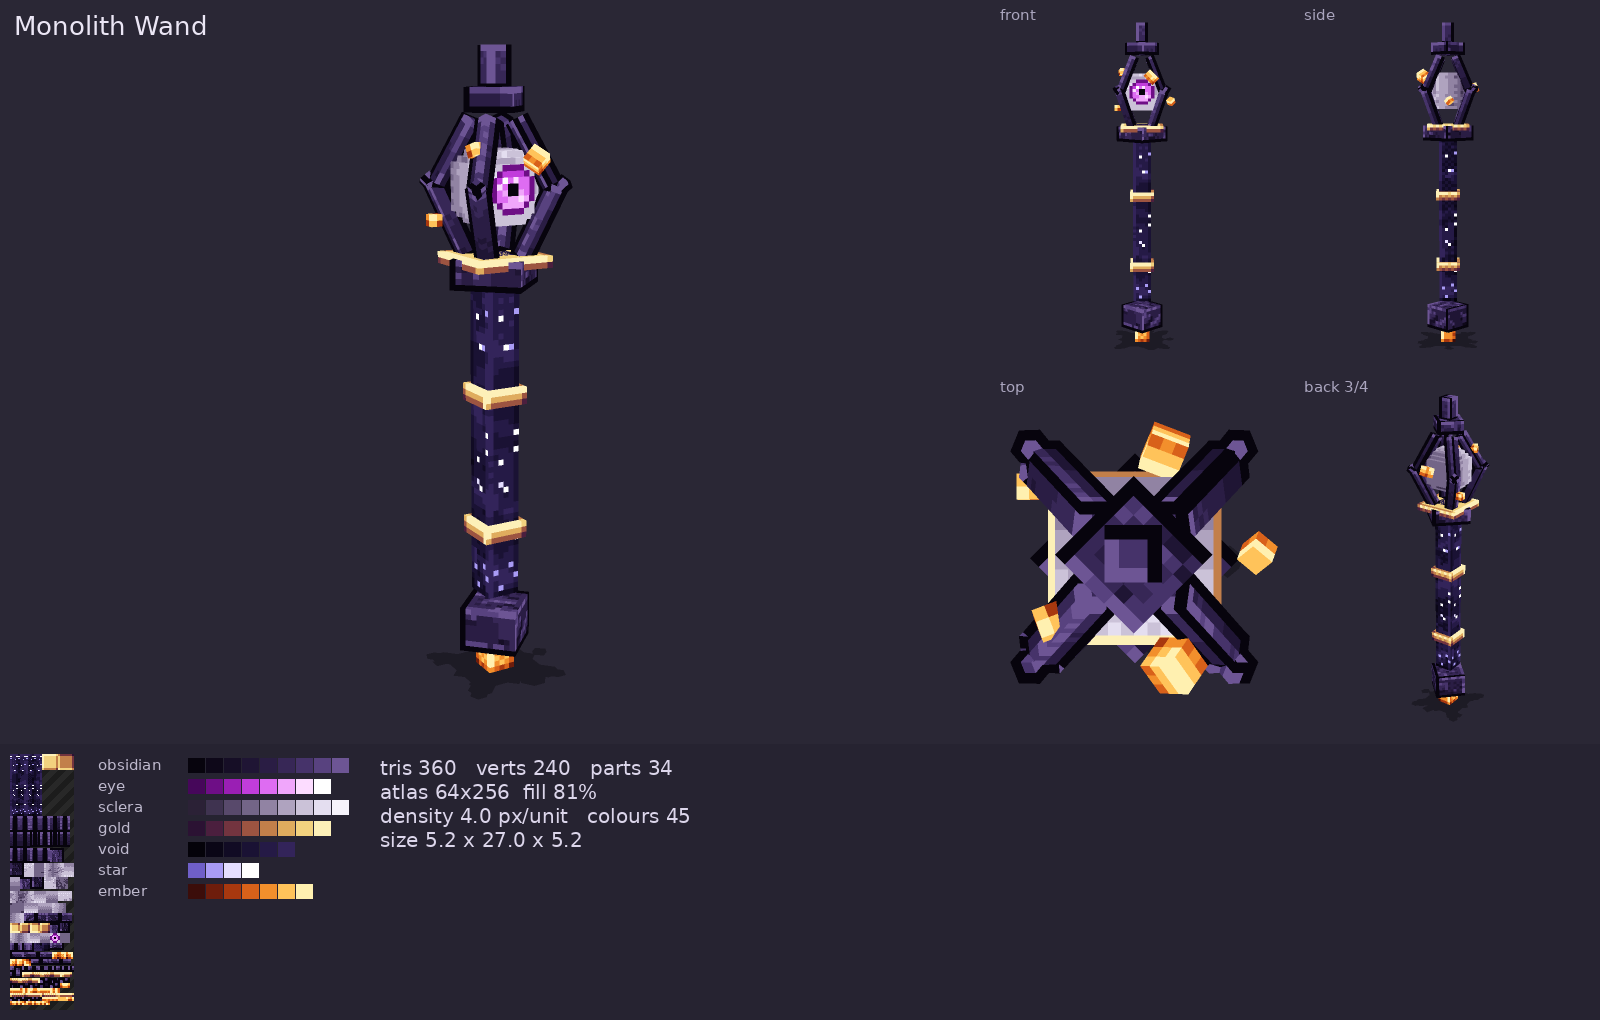 Monolith Wand
front
side
top
back 3/4
obsidian
eye
sclera
gold
void
star
ember
tris 360   verts 240   parts 34
atlas 64x256  fill 81%
density 4.0 px/unit   colours 45
size 5.2 x 27.0 x 5.2